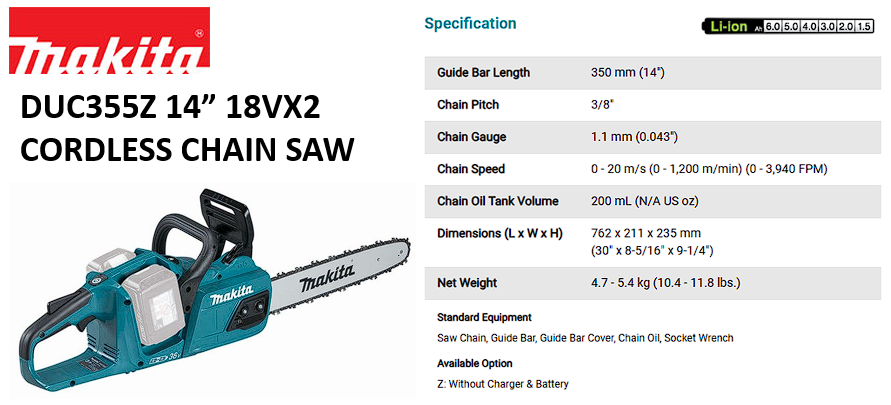 makita®
DUC355Z 14” 18VX2
CORDLESS CHAIN SAW
makita
makita
36V
Specification
Li-ion Ah 6.0 5.0 4.0 3.0 2.0 1.5
Guide Bar Length 350 mm (14")
Chain Pitch 3/8"
Chain Gauge 1.1 mm (0.043")
Chain Speed 0 - 20 m/s (0 - 1,200 m/min) (0 - 3,940 FPM)
Chain Oil Tank Volume 200 mL (N/A US oz)
Dimensions (L x W x H) 762 x 211 x 235 mm
(30" x 8-5/16" x 9-1/4")
Net Weight 4.7 - 5.4 kg (10.4 - 11.8 lbs.)
Standard Equipment
Saw Chain, Guide Bar, Guide Bar Cover, Chain Oil, Socket Wrench
Available Option
Z: Without Charger & Battery